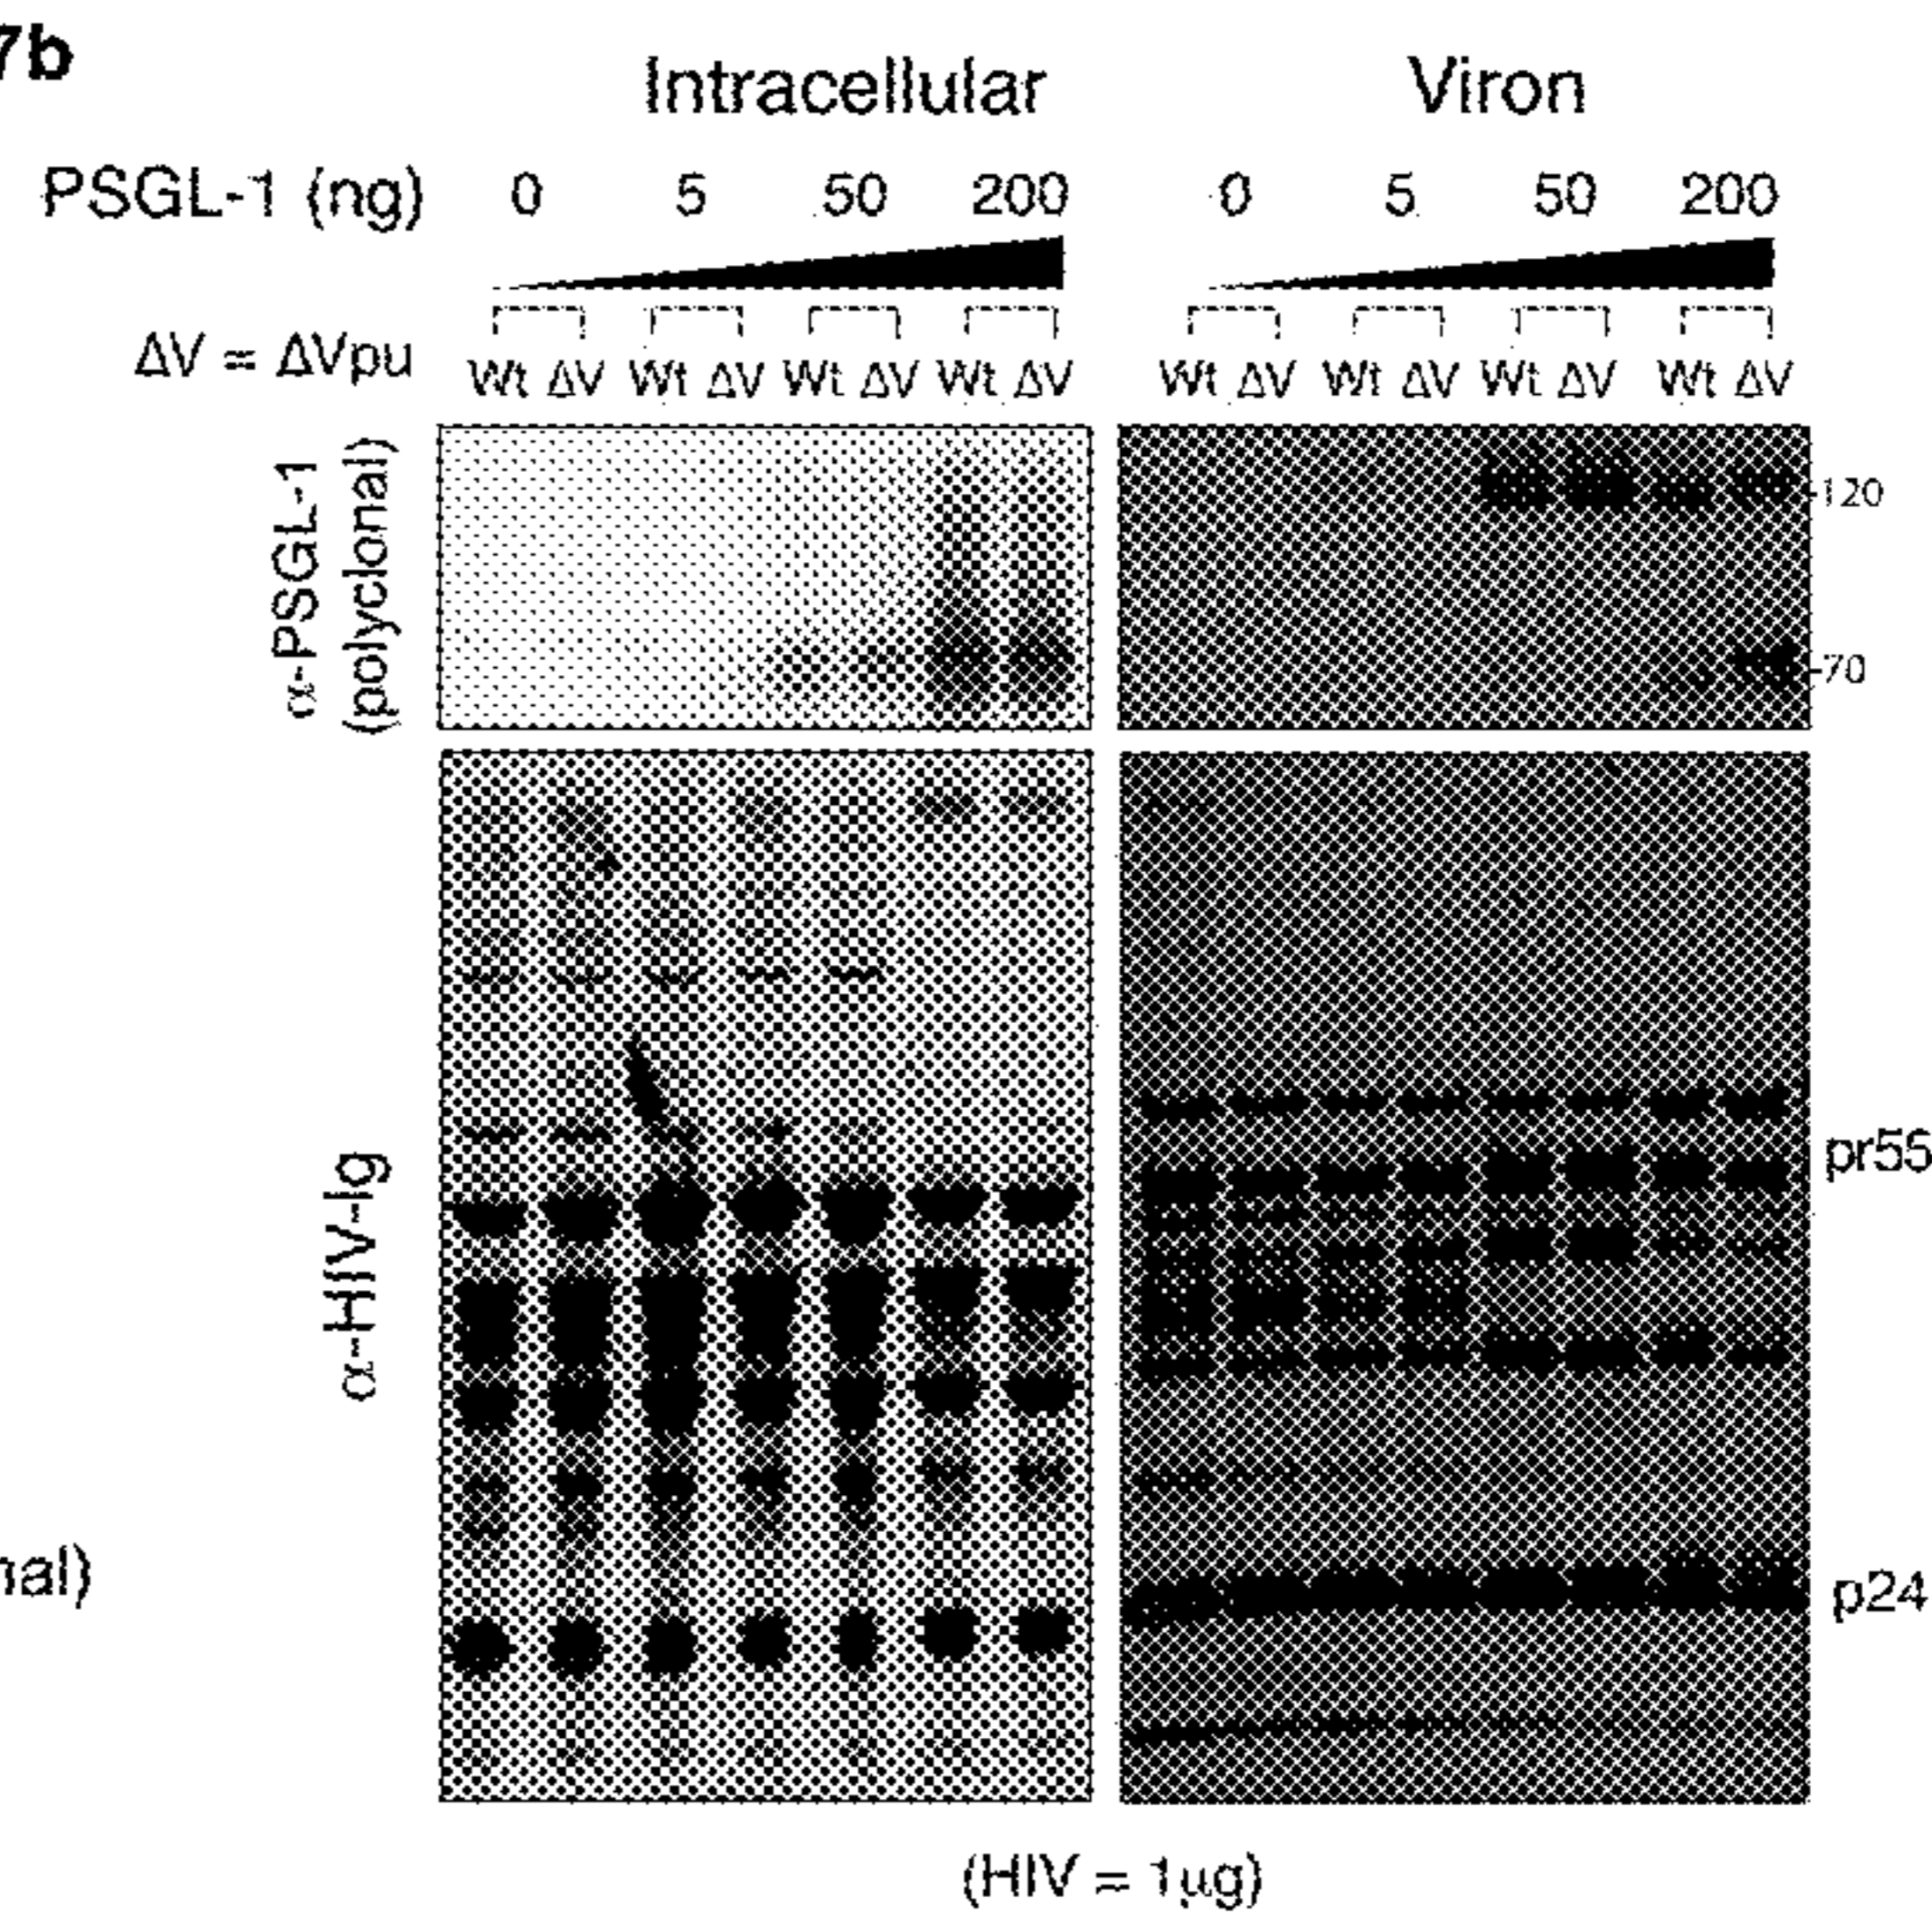 7b
Intracellular Viron
PSGL-1 (ng) 0 5 50 200 0 5 50 200
ΔV = ΔVpu Wt ΔV Wt ΔV Wt ΔV Wt ΔV Wt ΔV Wt ΔV Wt ΔV Wt ΔV
α-PSGL-1
(polyclonal)
120
70
α-HIV-Ig
pr55
p24
nal)
(HIV = 1µg)